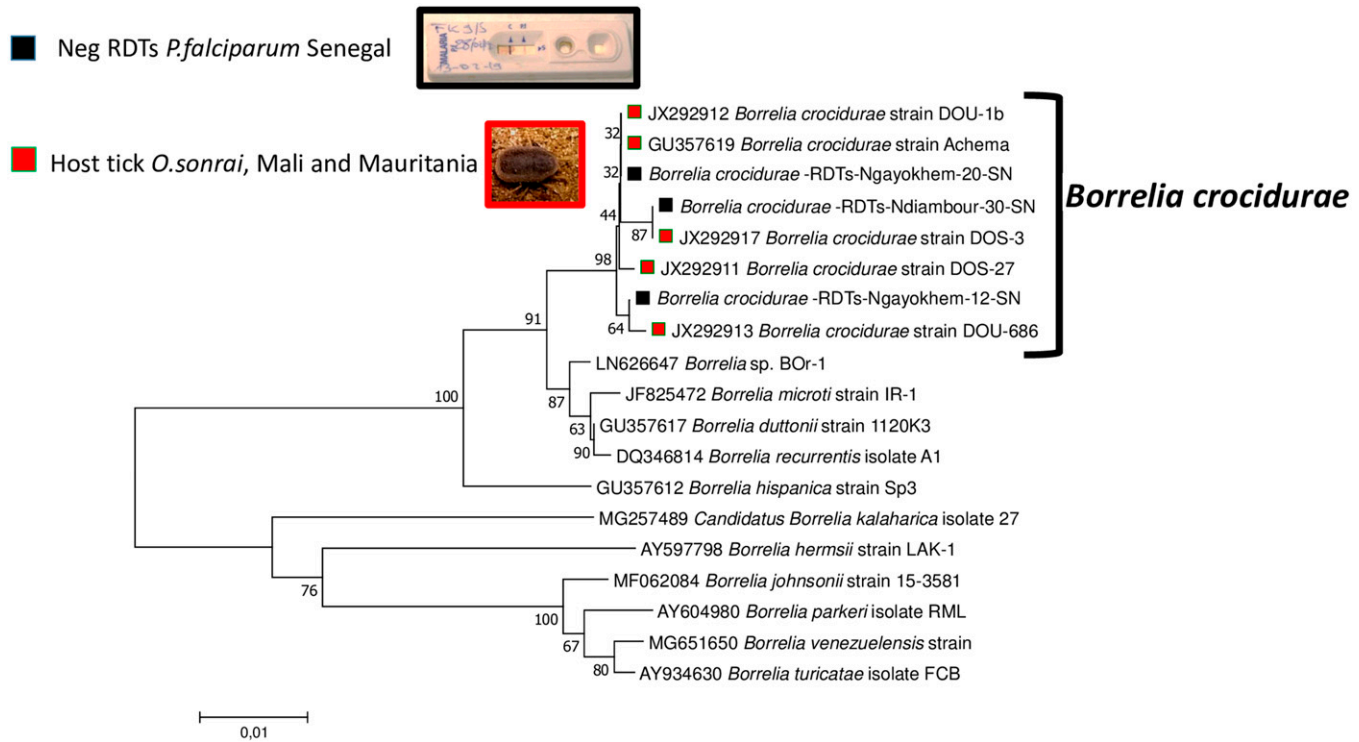 Neg RDTs P.falciparum Senegal
MALARIA
Host tick O.sonrai, Mali and Mauritania
JX292912 Borrelia crocidurae strain DOU-1b
32
GU357619 Borrelia crocidurae strain Achema
32
Borrelia crocidurae -RDTs-Ngayokhem-20-SN
Borrelia crocidurae
Borrelia crocidurae -RDTs-Ndiambour-30-SN
44
87
JX292917 Borrelia crocidurae strain DOS-3
98
JX292911 Borrelia crocidurae strain DOS-27
Borrelia crocidurae -RDTs-Ngayokhem-12-SN
91
64
JX292913 Borrelia crocidurae strain DOU-686
LN626647 Borrelia sp. BOr-1
100
87
JF825472 Borrelia microti strain IR-1
63
GU357617 Borrelia duttonii strain 1120K3
90
DQ346814 Borrelia recurrentis isolate A1
GU357612 Borrelia hispanica strain Sp3
MG257489 Candidatus Borrelia kalaharica isolate 27
AY597798 Borrelia hermsii strain LAK-1
76
MF062084 Borrelia johnsonii strain 15-3581
100
AY604980 Borrelia parkeri isolate RML
67
MG651650 Borrelia venezuelensis strain
80
AY934630 Borrelia turicatae isolate FCB
0,01